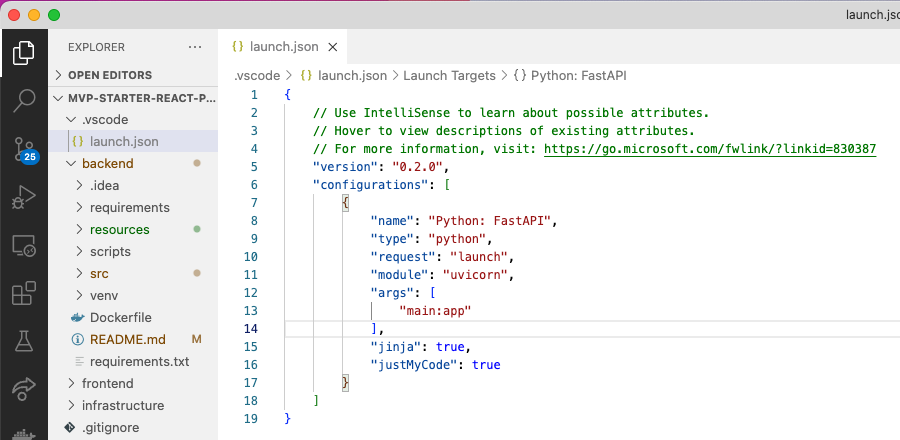 launch.jso
EXPLORER ...
launch.json
OPEN EDITORS
.vscode > launch.json > Launch Targets > {} Python: FastAPI
MVP-STARTER-REACT-P...
.vscode
launch.json
25
backend
.idea
requirements
resources
scripts
src
venv
Dockerfile
README.md M
requirements.txt
frontend
infrastructure
.gitignore
1 {
2 // Use IntelliSense to learn about possible attributes.
3 // Hover to view descriptions of existing attributes.
4 // For more information, visit: https://go.microsoft.com/fwlink/?linkid=830387
5 "version": "0.2.0",
6 "configurations": [
7 {
8 "name": "Python: FastAPI",
9 "type": "python",
10 "request": "launch",
11 "module": "uvicorn",
12 "args": [
13 "main:app"
14 ],
15 "jinja": true,
16 "justMyCode": true
17 }
18 ]
19 }